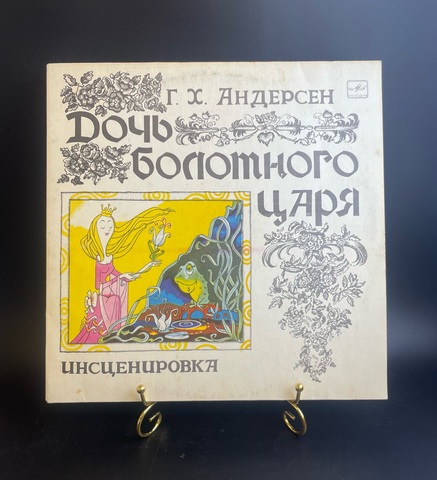 Г. Х. Андерсен
Дочь
болотного
царя
инсценировка